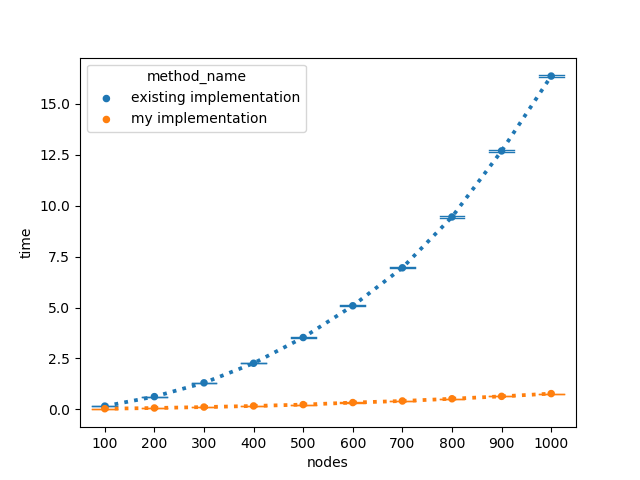 method_name
existing implementation
my implementation
15.0
12.5
10.0
7.5
5.0
2.5
0.0
time
100 200 300 400 500 600 700 800 900 1000
nodes